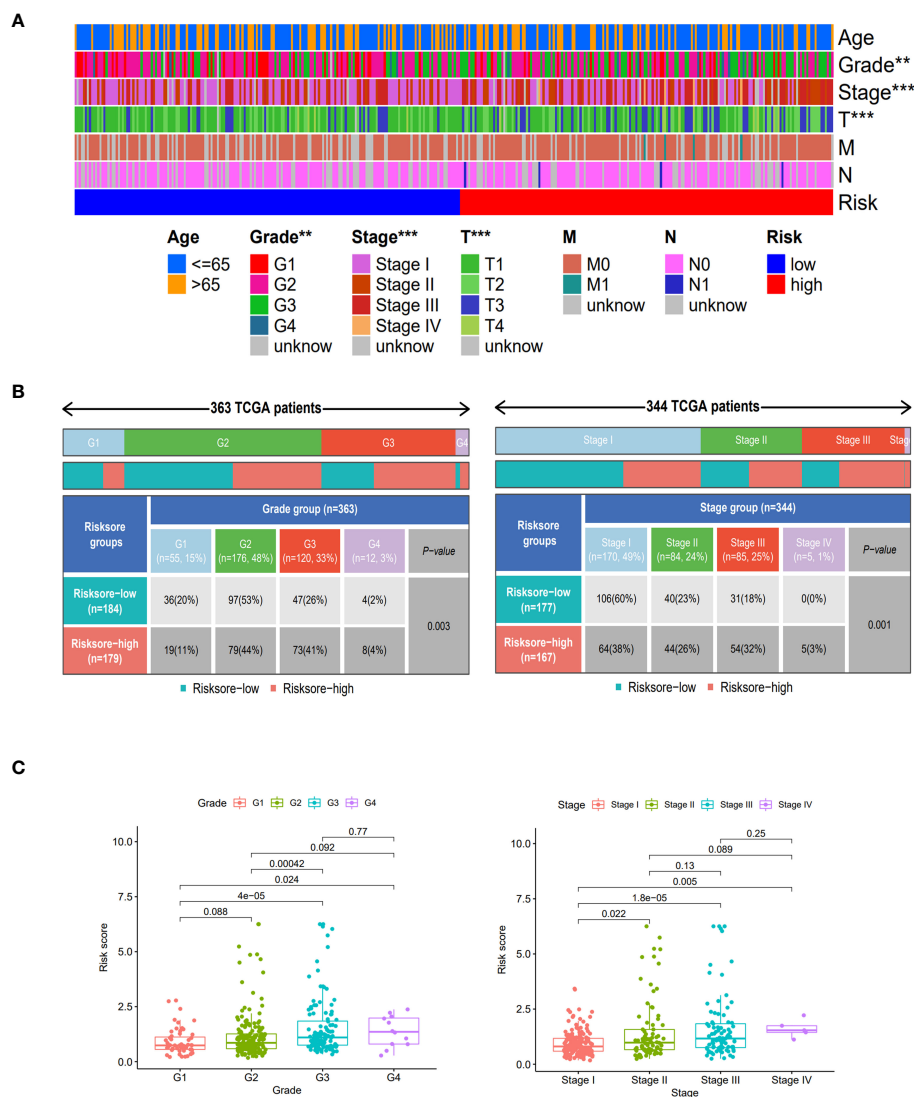 A
Age
Grade**
Stage***
T***
M
N
Risk
Age Grade** Stage*** T*** M N Risk
<=65 G1 Stage I T1 M0 N0 low
>65 G2 Stage II T2 M1 N1 high
G3 Stage III T3 unknow unknow
G4 Stage IV T4
unknow unknow unknow
B
363 TCGA patients
G1 G2 G3 G4
Risksore groups
Grade group (n=363)
G1 (n=55, 15%)
G2 (n=176, 48%)
G3 (n=120, 33%)
G4 (n=12, 3%)
P-value
Risksore-low (n=184)
36(20%) 97(53%) 47(26%) 4(2%)
0.003
Risksore-high (n=179)
19(11%) 79(44%) 73(41%) 8(4%)
Risksore-low Risksore-high
344 TCGA patients
Stage I Stage II Stage III Stage
Risksore groups
Stage group (n=344)
Stage I (n=170, 49%)
Stage II (n=84, 24%)
Stage III (n=85, 25%)
Stage IV (n=5, 1%)
P-value
Risksore-low (n=177)
106(60%) 40(23%) 31(18%) 0(0%)
0.001
Risksore-high (n=167)
64(38%) 44(26%) 54(32%) 5(3%)
Risksore-low Risksore-high
C
Grade G1 G2 G3 G4
10.0
7.5
5.0
2.5
0.0
Risk score
0.77
0.092
0.00042
0.024
4e-05
0.088
G1 G2 G3 G4
Grade
Stage Stage I Stage II Stage III Stage IV
10.0
7.5
5.0
2.5
0.0
Risk score
0.25
0.089
0.13
0.005
1.8e-05
0.022
Stage I Stage II Stage III Stage IV
Stage